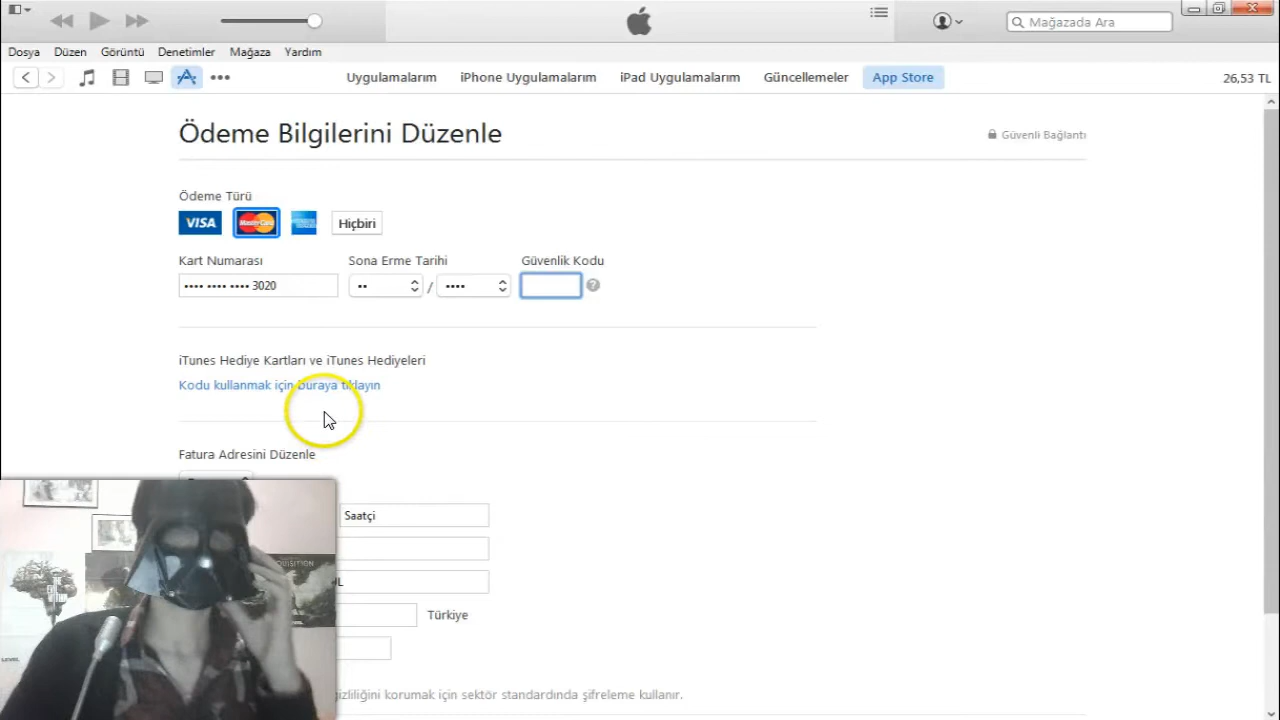 Mağazada Ara
Dosya Düzen Görüntü Denetimler Mağaza Yardım
Uygulamalarım iPhone Uygulamalarım iPad Uygulamalarım Güncellemeler App Store 26,53 TL
Ödeme Bilgilerini Düzenle
Güvenli Bağlantı
Ödeme Türü
VISA MasterCard Hiçbiri
Kart Numarası Sona Erme Tarihi Güvenlik Kodu
•••• •••• •••• 3020 •• / •••• ?
iTunes Hediye Kartları ve iTunes Hediyeleri
Kodu kullanmak için buraya tıklayın
Fatura Adresini Düzenle
Saatçi
Türkiye
gizliliğini korumak için sektör standardında şifreleme kullanır.